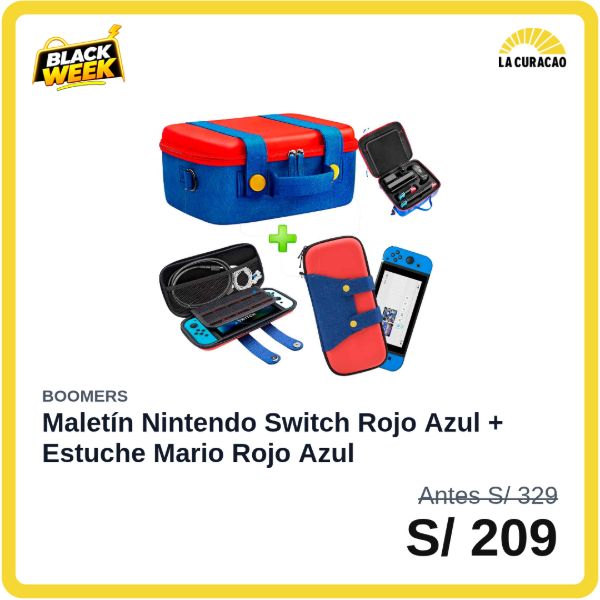 BLACK
WEEK
LA CURACAO
BOOMERS
Maletín Nintendo Switch Rojo Azul +
Estuche Mario Rojo Azul
Antes S/ 329
S/ 209